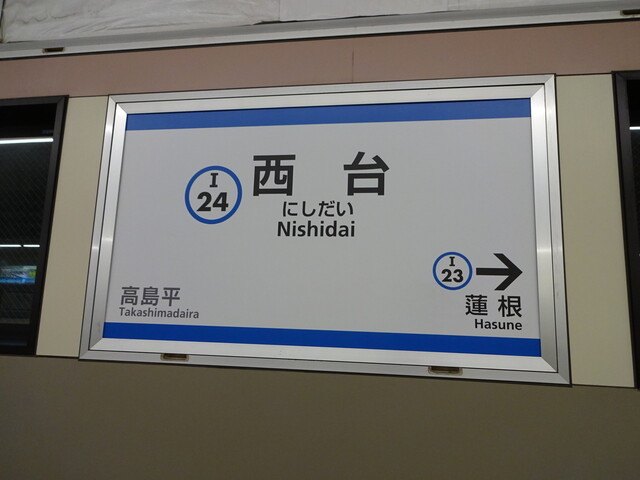 I
24
西 台
にしだい
Nishidai
I
23
高島平
Takashimadaira
蓮根
Hasune